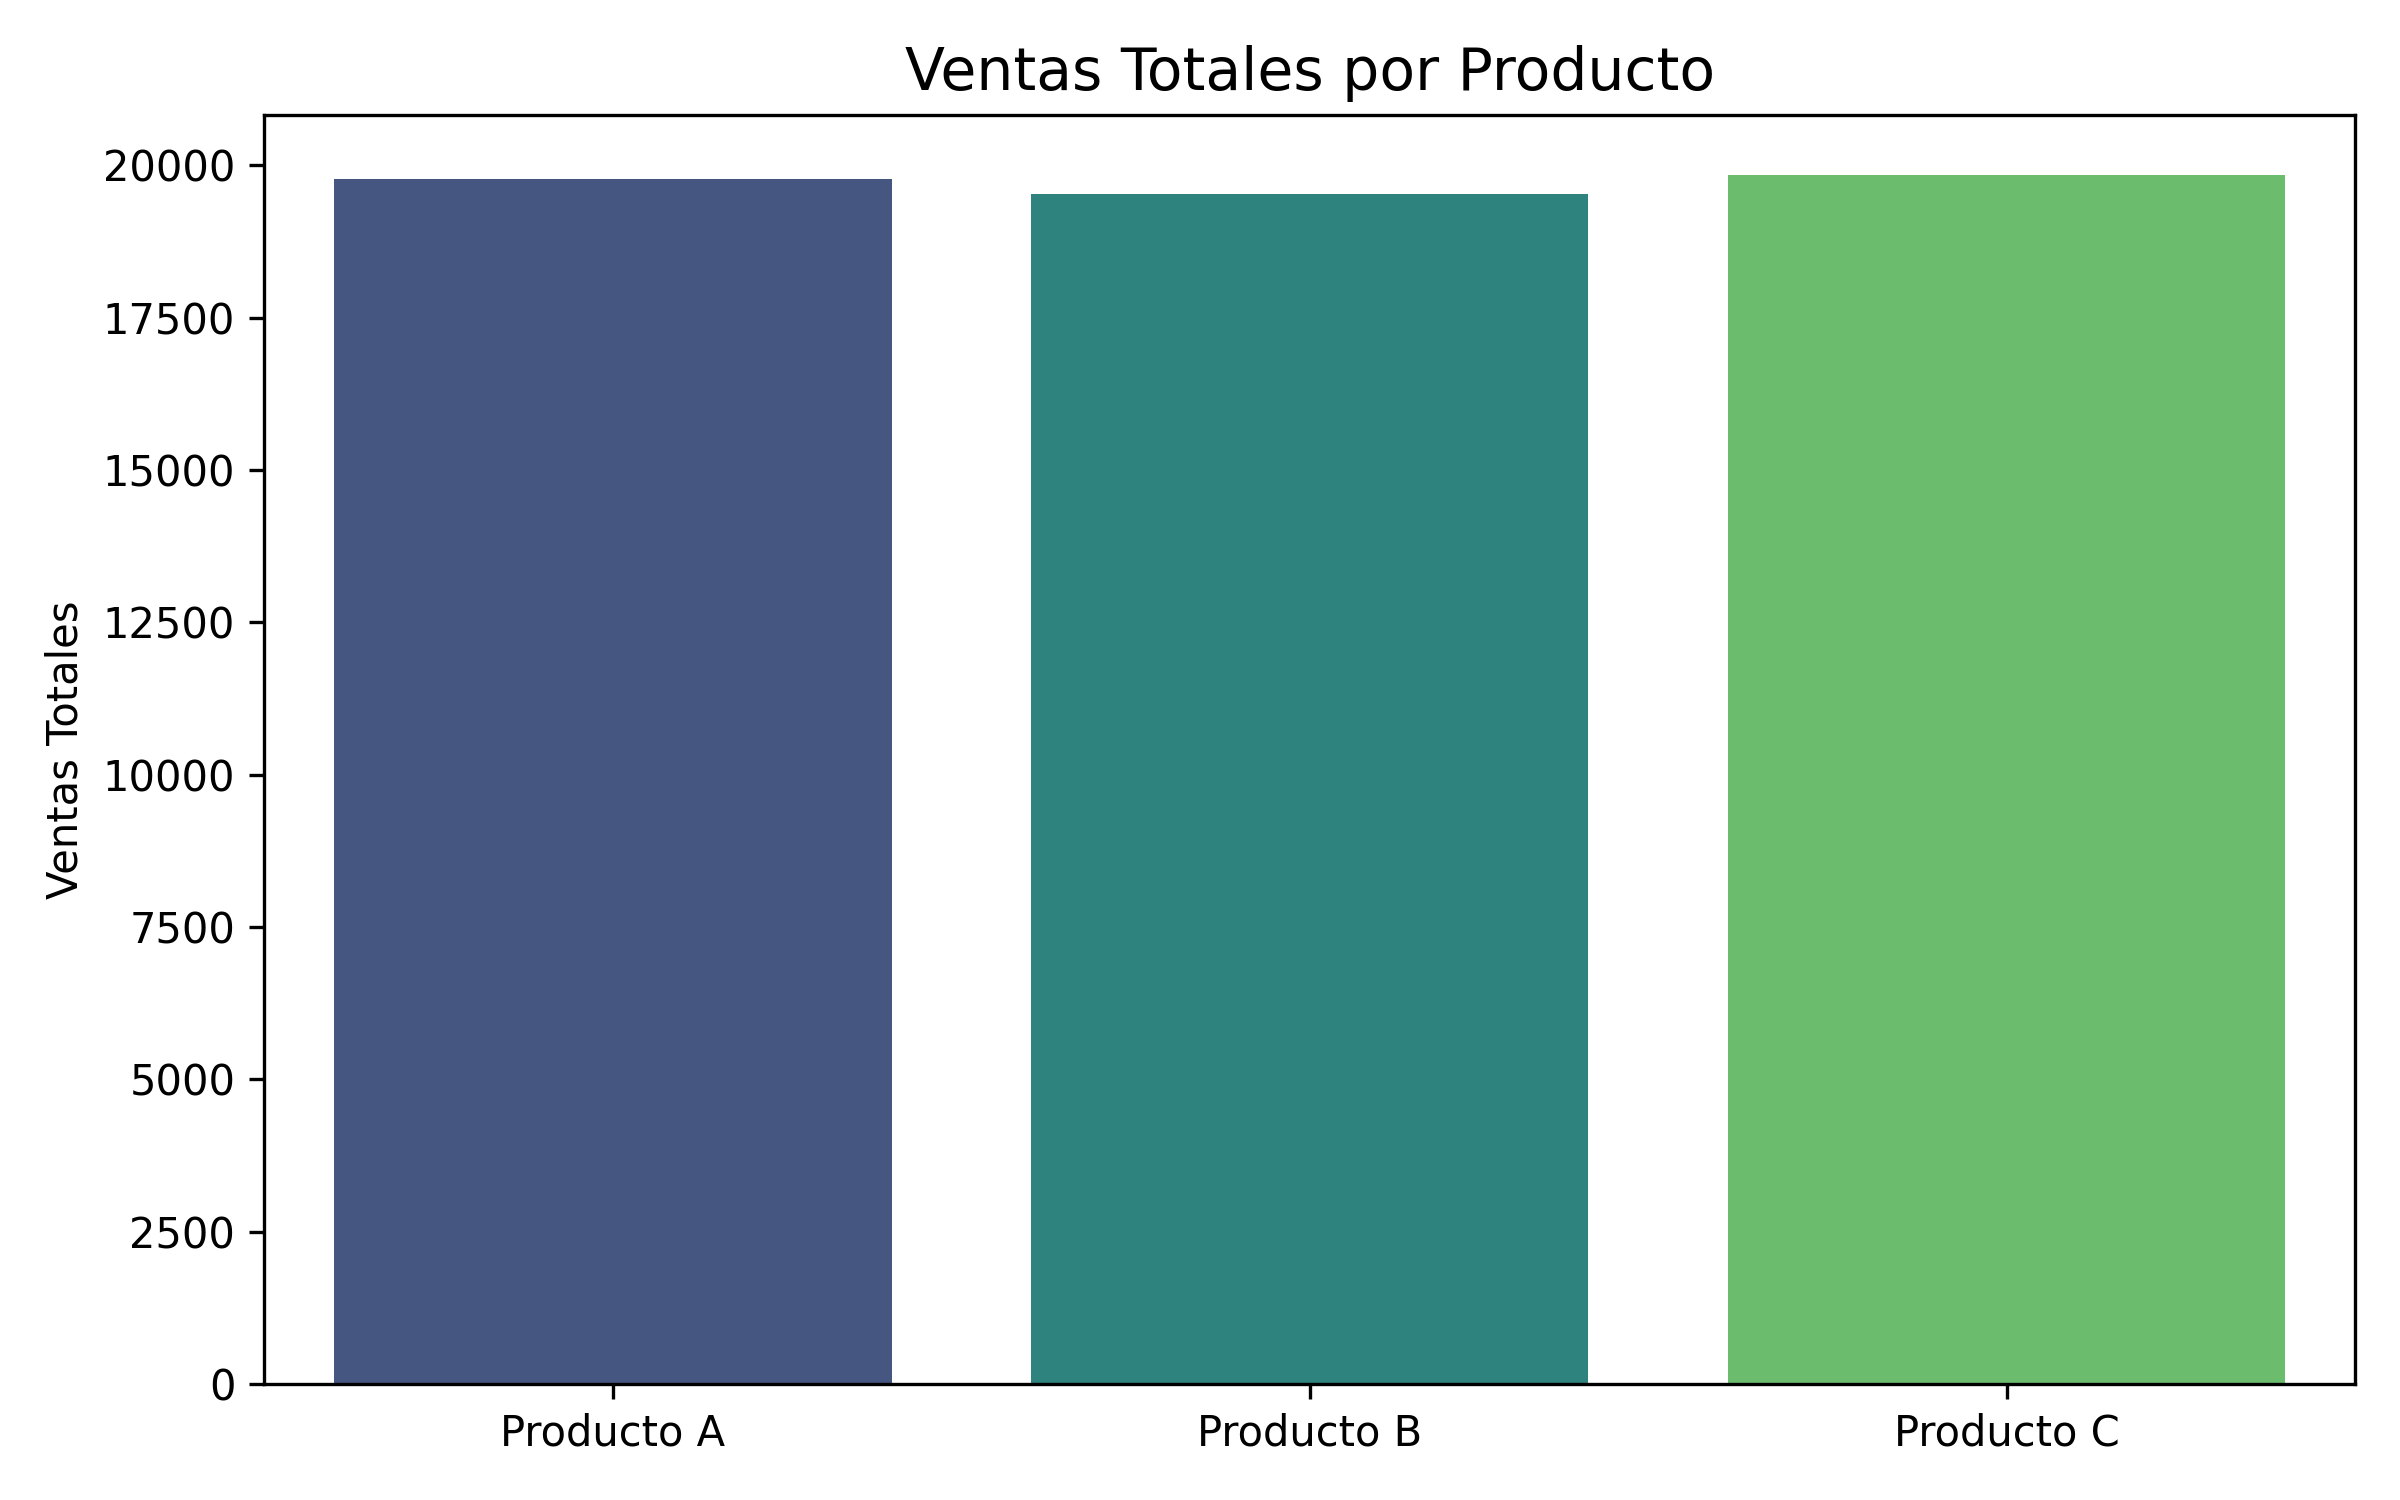 Ventas Totales por Producto
Ventas Totales
20000
17500
15000
12500
10000
7500
5000
2500
0
Producto A
Producto B
Producto C